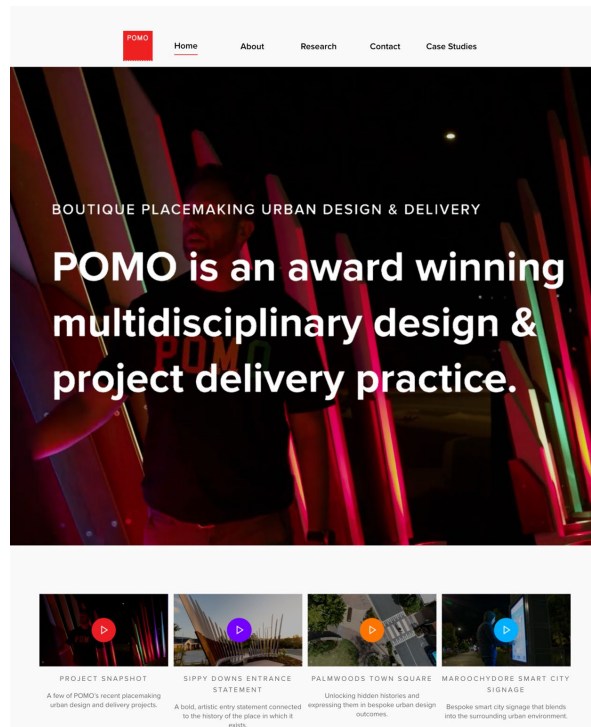 POMO
Home About Research Contact Case Studies
BOUTIQUE PLACEMAKING URBAN DESIGN & DELIVERY
POMO is an award winning
multidisciplinary design &
project delivery practice.
POMO
PROJECT SNAPSHOT
A few of POMO's recent placemaking
urban design and delivery projects.
SIPPY DOWNS ENTRANCE
STATEMENT
A bold, artistic entry statement connected
to the history of the place in which it
exists.
PALMWOODS TOWN SQUARE
Unlocking hidden histories and
expressing them in bespoke urban design
outcomes.
MAROOCHYDORE SMART CITY
SIGNAGE
Bespoke smart city signage that blends
into the surrounding urban environment.